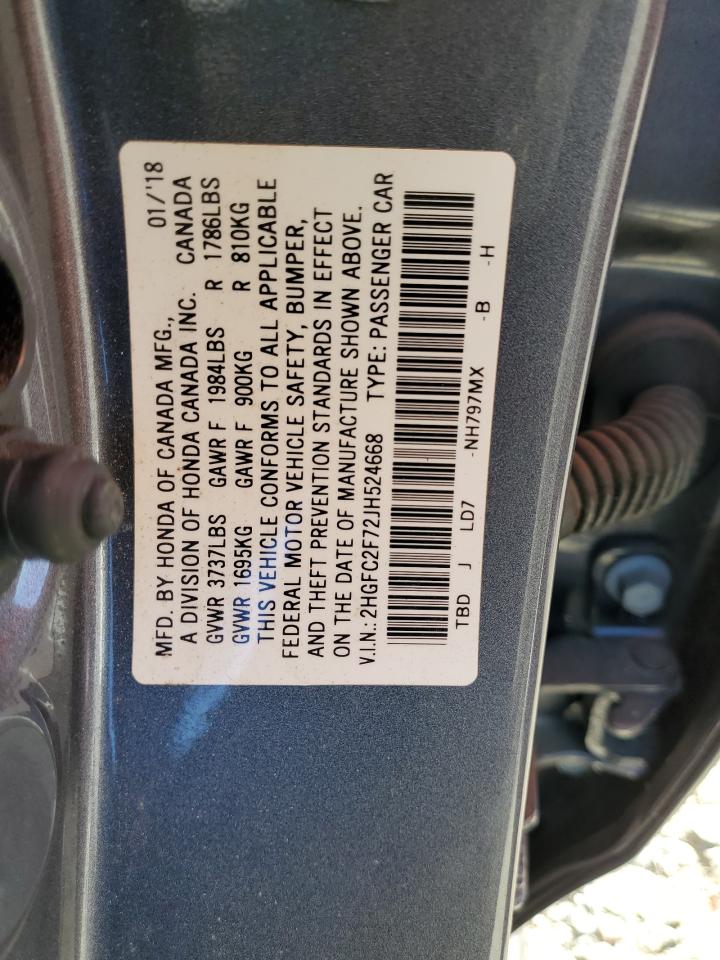 MFD. BY HONDA OF CANADA MFG., 01/'18
A DIVISION OF HONDA CANADA INC. CANADA
GVWR 3737LBS GAWR F 1984LBS R 1786LBS
GVWR 1695KG GAWR F 900KG R 810KG
THIS VEHICLE CONFORMS TO ALL APPLICABLE
FEDERAL MOTOR VEHICLE SAFETY, BUMPER,
AND THEFT PREVENTION STANDARDS IN EFFECT
ON THE DATE OF MANUFACTURE SHOWN ABOVE.
V.I.N.: 2HGFC2F72JH524668 TYPE: PASSENGER CAR
TBD J LD7 -NH797MX -B -H